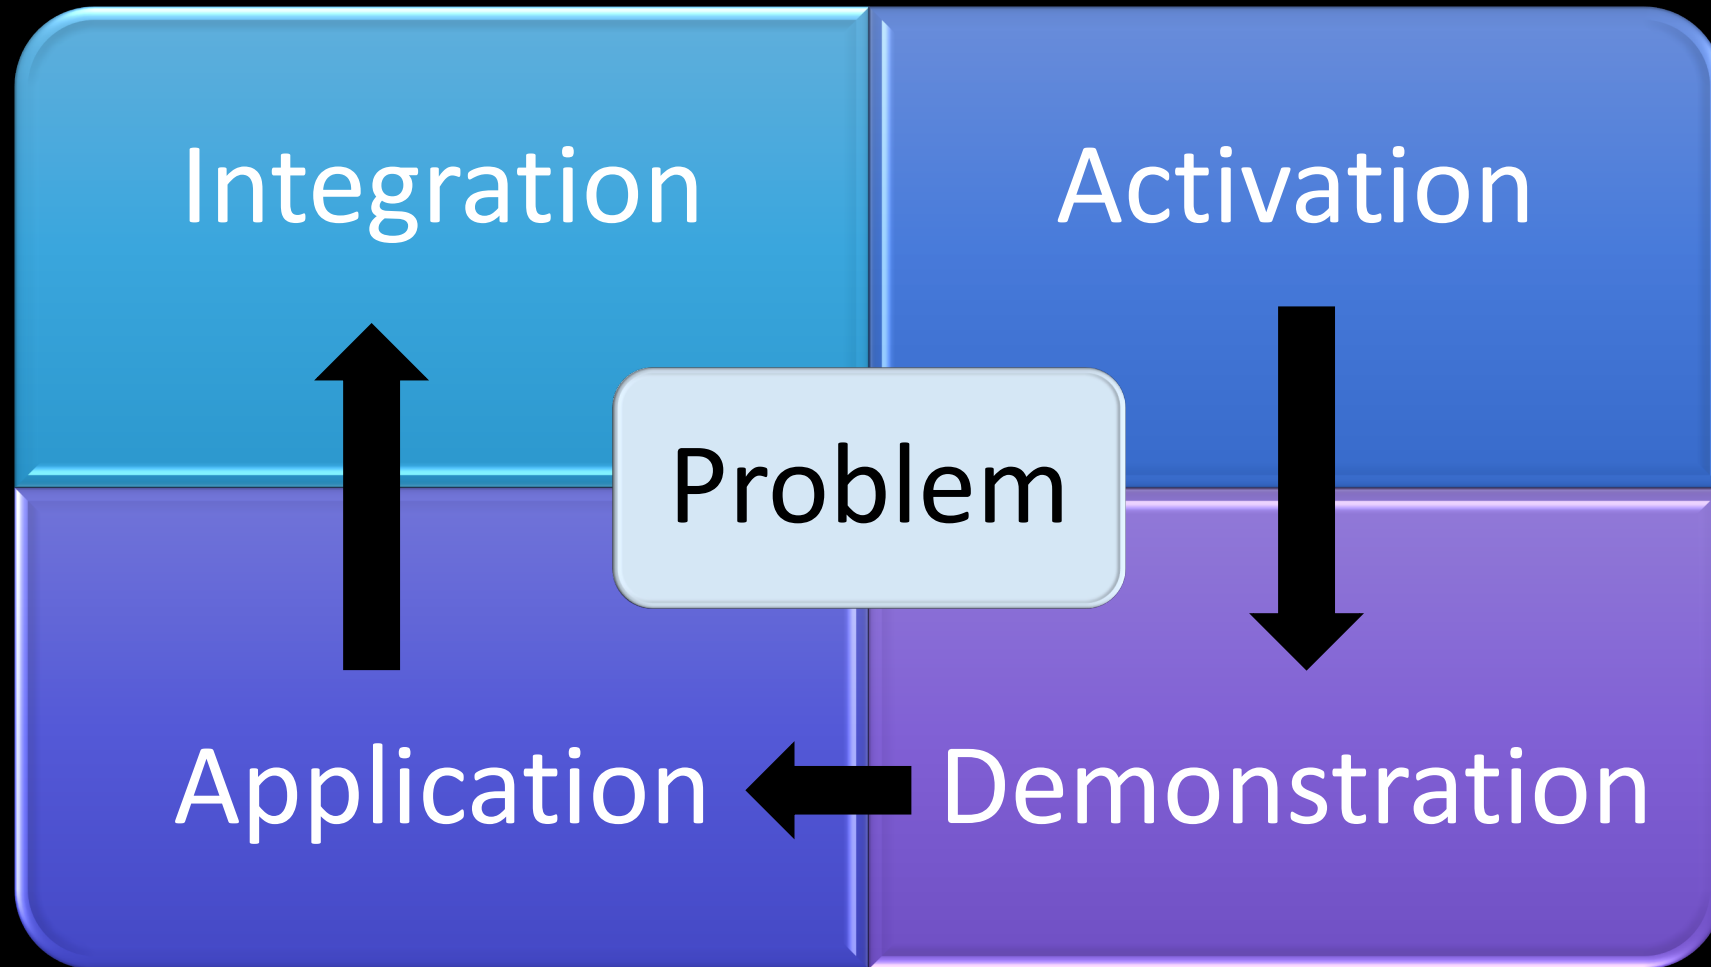 Integration
Activation
Problem
Application
Demonstration